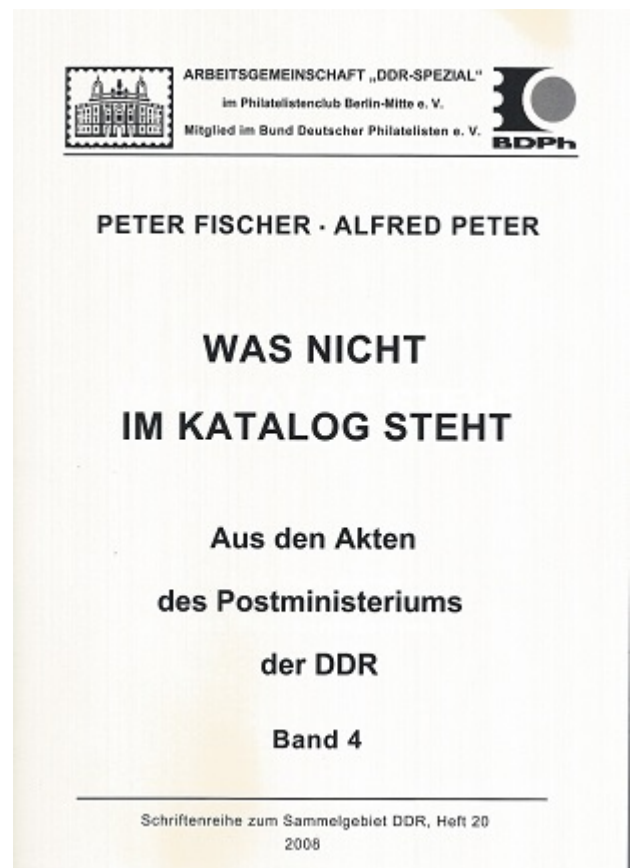 ARBEITSGEMEINSCHAFT „DDR-SPEZIAL"
im Philatelistenclub Berlin-Mitte e. V.
Mitglied im Bund Deutscher Philatelisten e. V.
BDPh
PETER FISCHER · ALFRED PETER
WAS NICHT
IM KATALOG STEHT
Aus den Akten
des Postministeriums
der DDR
Band 4
Schriftenreihe zum Sammelgebiet DDR, Heft 20
2008